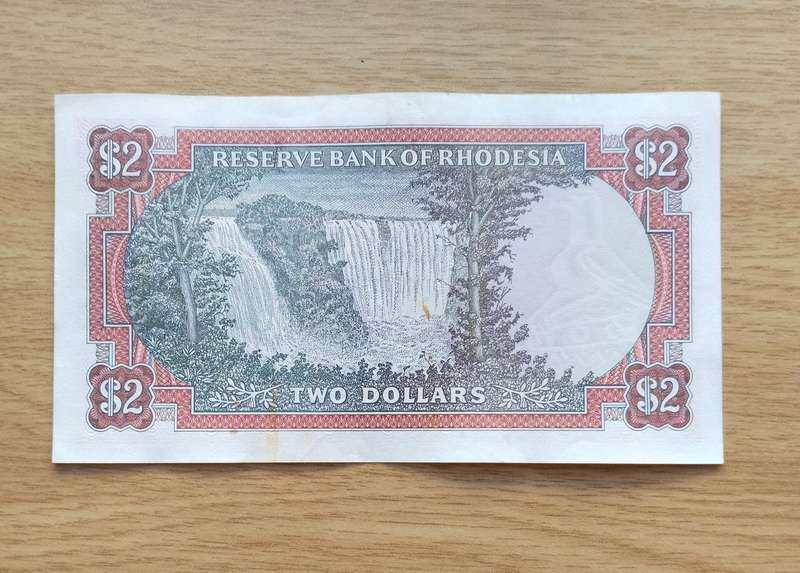 $2 $2
RESERVE BANK OF RHODESIA
TWO DOLLARS
$2 $2